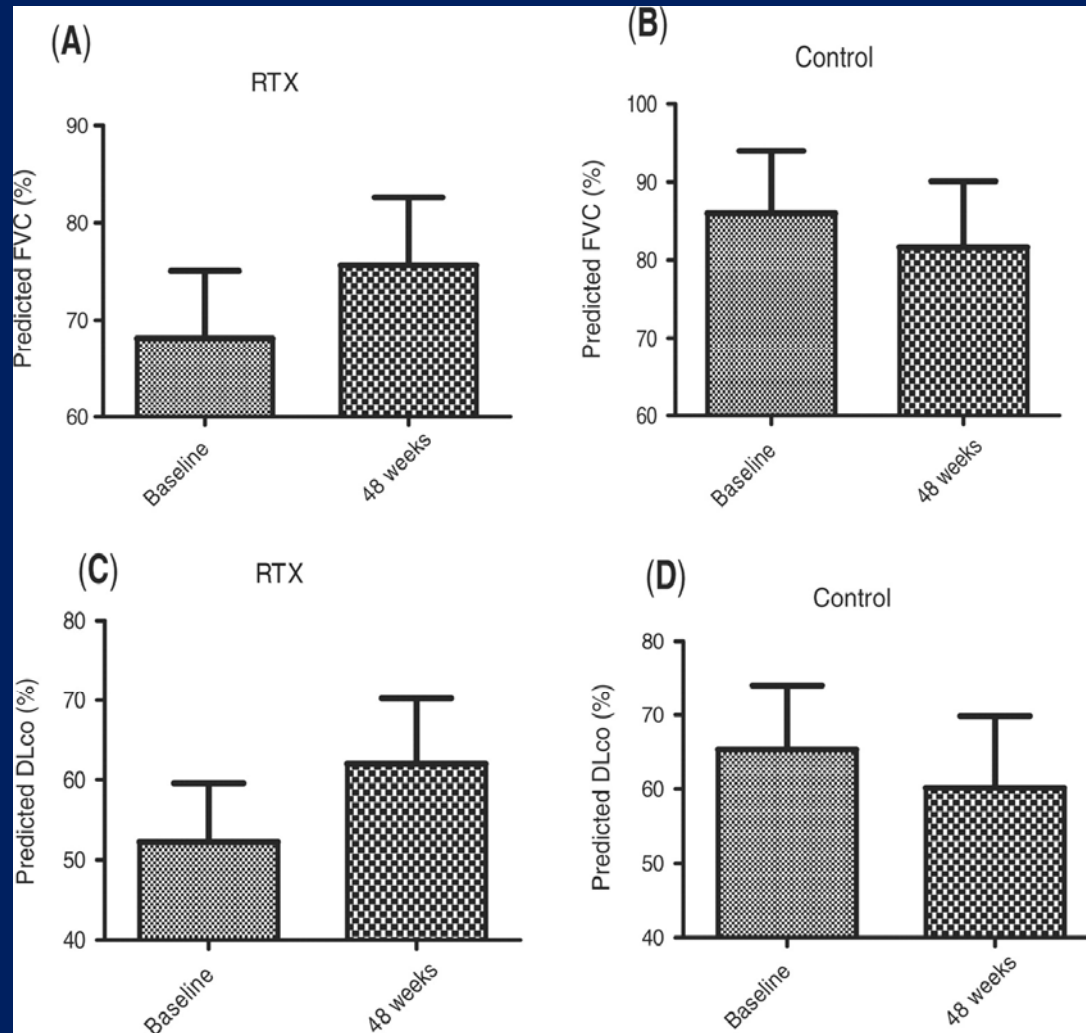 (A)
RTX
Predicted FVC (%)
90
80
70
60
Baseline
48 weeks
(B)
Control
Predicted FVC (%)
100
90
80
70
60
Baseline
48 weeks
(C)
RTX
Predicted DLco (%)
80
70
60
50
40
Baseline
48 weeks
(D)
Control
Predicted DLco (%)
80
70
60
50
40
Baseline
48 weeks